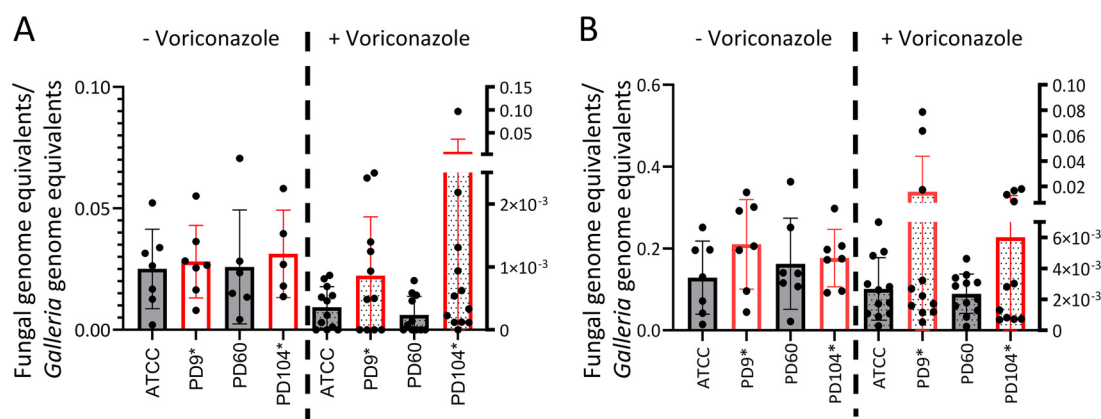 A
- Voriconazole
+ Voriconazole
Fungal genome equivalents/
Galleria genome equivalents
0.10
0.05
0.00
0.15
0.10
0.05
2×10⁻³
1×10⁻³
0
ATCC
PD9*
PD60
PD104*
ATCC
PD9*
PD60
PD104*
B
- Voriconazole
+ Voriconazole
Fungal genome equivalents/
Galleria genome equivalents
0.6
0.4
0.2
0.0
0.10
0.08
0.06
0.04
0.02
6×10⁻³
4×10⁻³
2×10⁻³
0
ATCC
PD9*
PD60
PD104*
ATCC
PD9*
PD60
PD104*